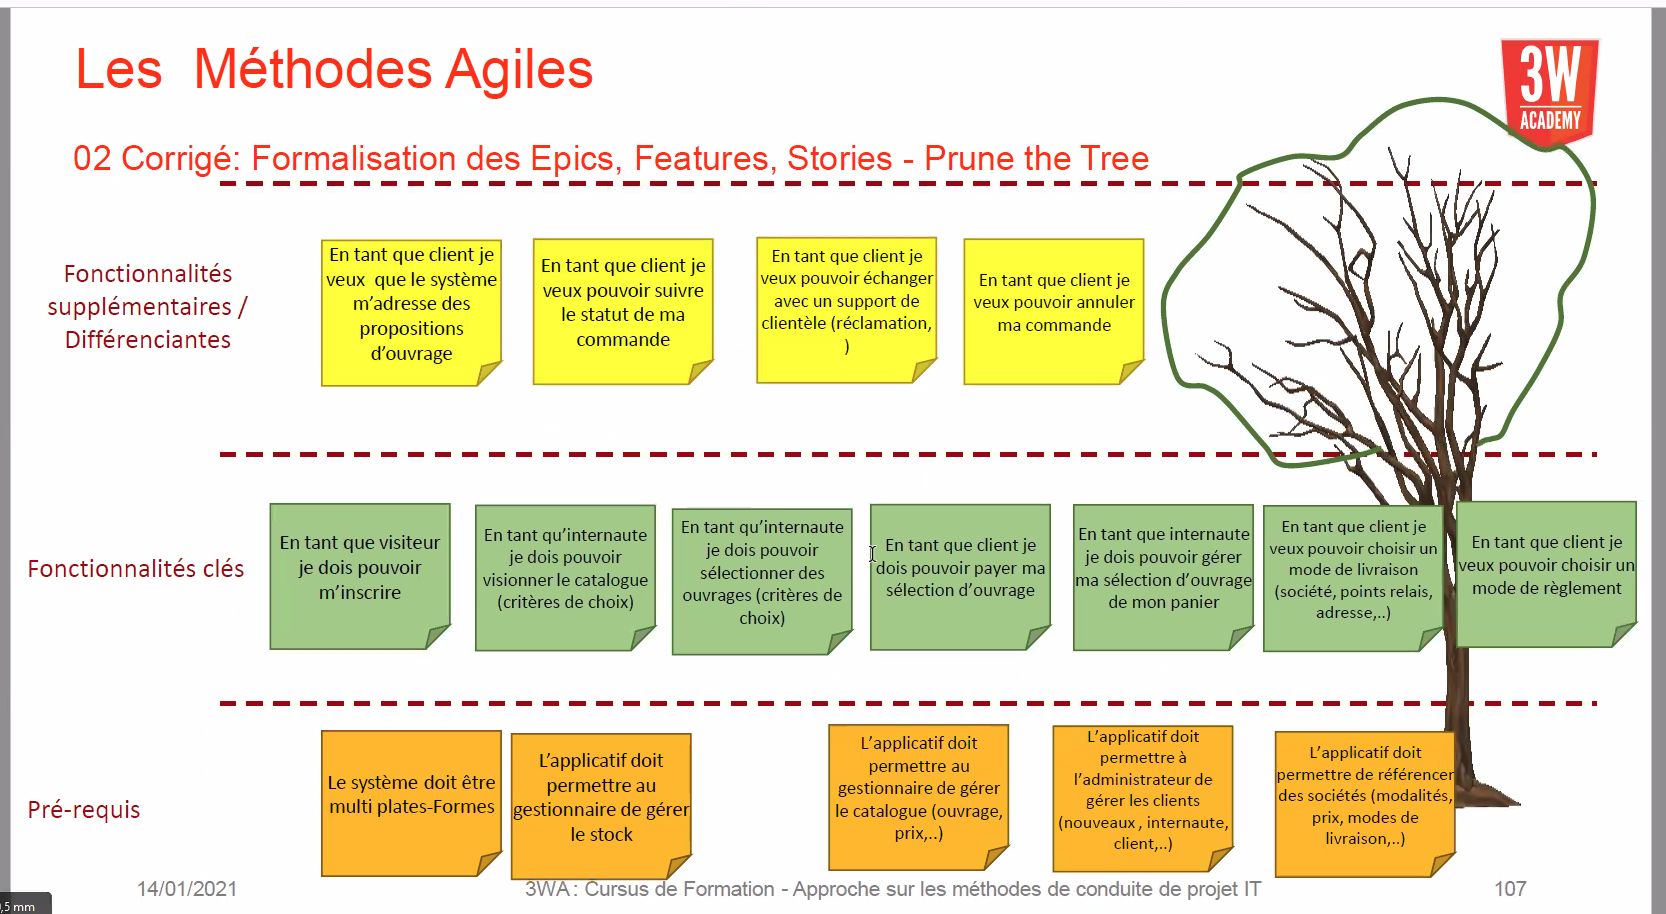 Les Méthodes Agiles
3W
ACADEMY
02 Corrigé: Formalisation des Epics, Features, Stories - Prune the Tree
Fonctionnalités
supplémentaires /
Différenciantes
En tant que client je
veux que le système
m’adresse des
propositions
d’ouvrage
En tant que client je
veux pouvoir suivre
le statut de ma
commande
En tant que client je
veux pouvoir échanger
avec un support de
clientèle (réclamation,
)
En tant que client je
veux pouvoir annuler
ma commande
Fonctionnalités clés
En tant que visiteur
je dois pouvoir
m’inscrire
En tant qu’internaute
je dois pouvoir
visionner le catalogue
(critères de choix)
En tant qu’internaute
je dois pouvoir
sélectionner des
ouvrages (critères de
choix)
En tant que client je
dois pouvoir payer ma
sélection d’ouvrage
En tant que internaute
je dois pouvoir gérer
ma sélection d’ouvrage
de mon panier
En tant que client je
veux pouvoir choisir un
mode de livraison
(société, points relais,
adresse,..)
En tant que client je
veux pouvoir choisir un
mode de règlement
Pré-requis
Le système doit être
multi plates-Formes
L’applicatif doit
permettre au
gestionnaire de gérer
le stock
L’applicatif doit
permettre au
gestionnaire de gérer
le catalogue (ouvrage,
prix,..)
L’applicatif doit
permettre à
l’administrateur de
gérer les clients
(nouveaux , internaute,
client,..)
L’applicatif doit
permettre de référencer
des sociétés (modalités,
prix, modes de
livraison,..)
14/01/2021
3WA : Cursus de Formation - Approche sur les méthodes de conduite de projet IT
107
,5 mm